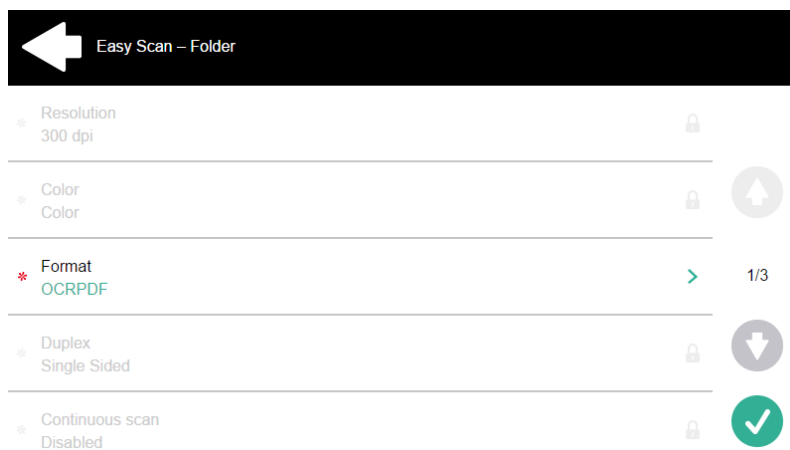 Easy Scan – Folder
Resolution
300 dpi
Color
Color
* Format
OCRPDF
1/3
Duplex
Single Sided
Continuous scan
Disabled